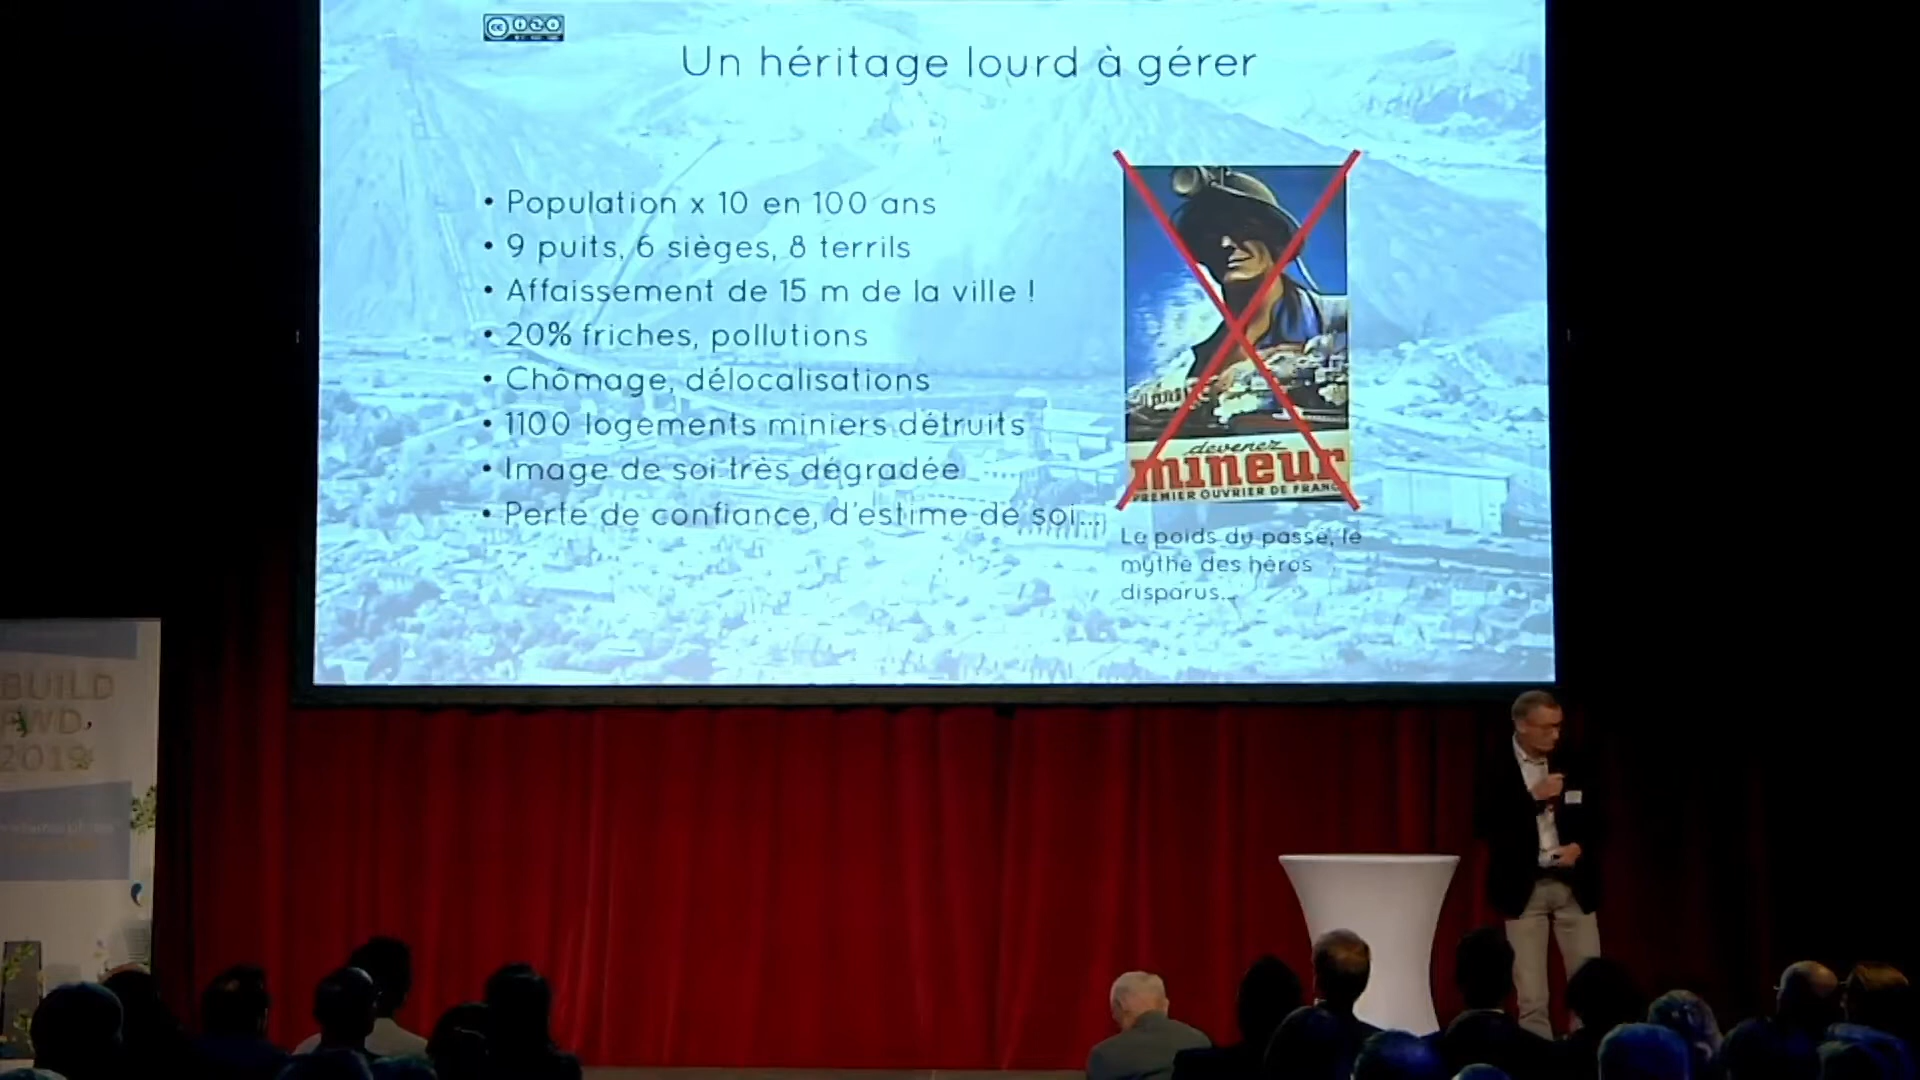 Un héritage lourd à gérer
• Population x 10 en 100 ans
• 9 puits, 6 sièges, 8 terrils
• Affaissement de 15 m de la ville !
• 20% friches, pollutions
• Chômage, délocalisations
• 1100 logements miniers détruits
• Image de soi très dégradée
• Perte de confiance, d'estime de soi...
devenez
mineur
PREMIER OUVRIER DE FRANCE
Le poids du passé, le
mythe des héros
disparus...
BUILD
FWD,
2019